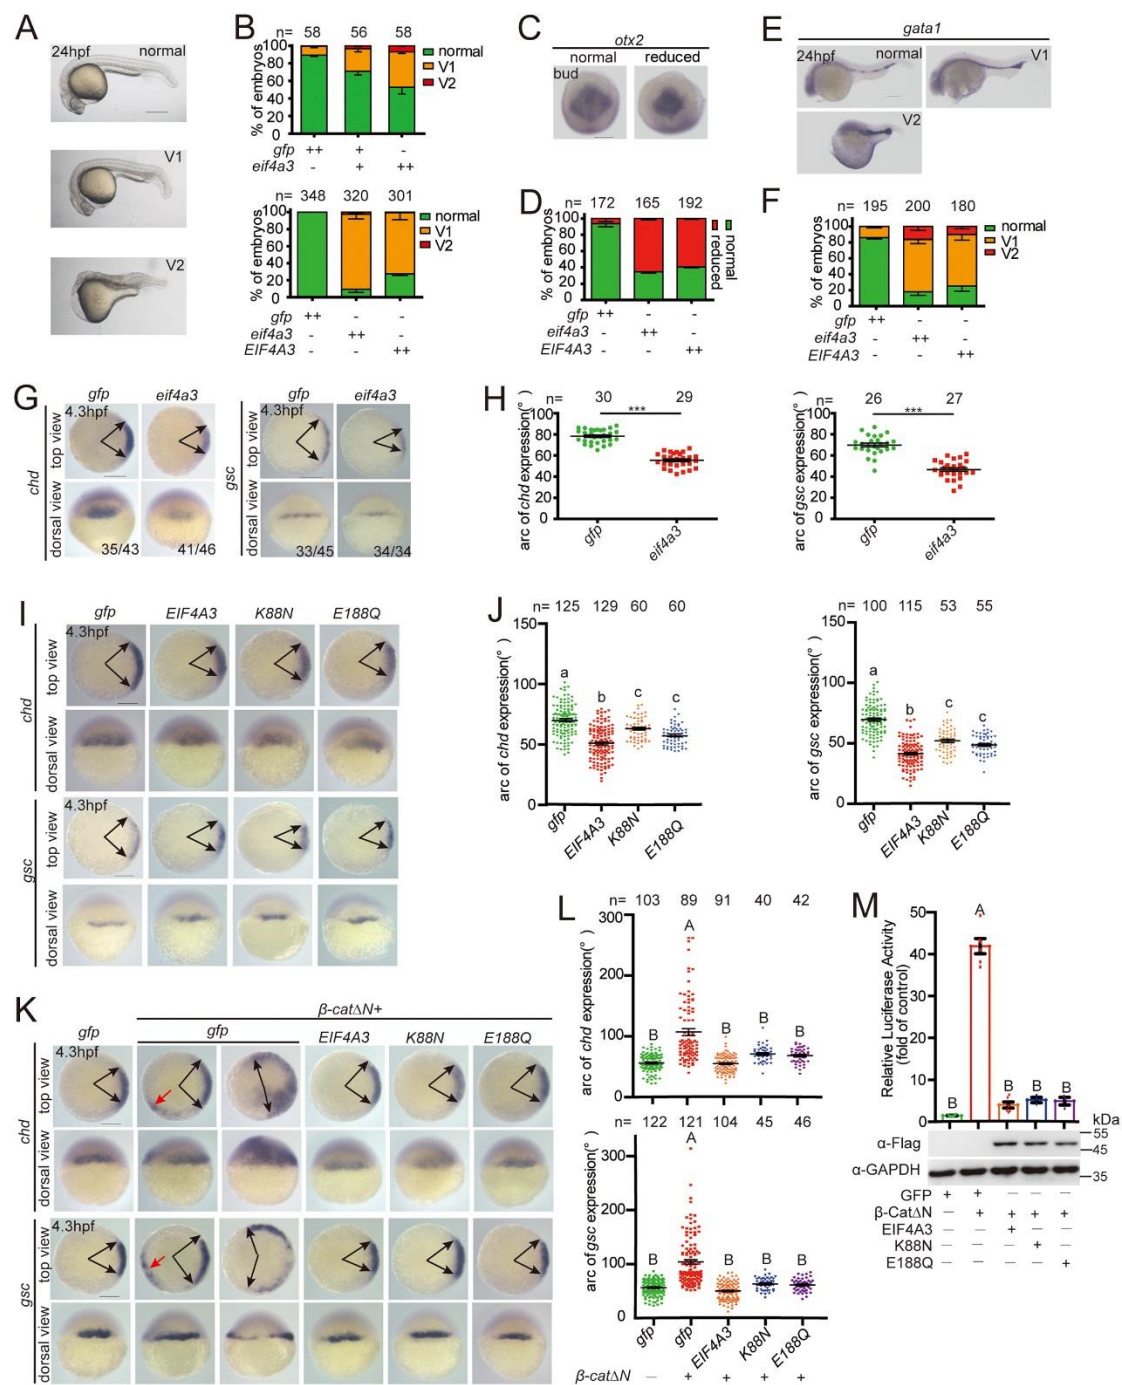 A
24hpf normal
V1
V2
B
n= 58 56 58
% of embryos
100
80
60
40
20
0
normal
V1
V2
gfp ++ + -
eif4a3 - + ++
n= 348 320 301
% of embryos
100
80
60
40
20
0
normal
V1
V2
gfp ++ - -
eif4a3 - ++ -
EIF4A3 - - ++
C
otx2
normal reduced
bud
D
n= 172 165 192
% of embryos
100
80
60
40
20
0
normal
reduced
gfp ++ - -
eif4a3 - ++ -
EIF4A3 - - ++
E
gata1
24hpf normal
V1
V2
F
n= 195 200 180
% of embryos
100
80
60
40
20
0
normal
V1
V2
gfp ++ - -
eif4a3 - ++ -
EIF4A3 - - ++
G
gfp eif4a3
chd
top view
4.3hpf
dorsal view
35/43 41/46
gfp eif4a3
gsc
top view
4.3hpf
dorsal view
33/45 34/34
H
n= 30 29
***
arc of chd expression(°)
100
80
60
40
20
0
gfp eif4a3
n= 26 27
***
arc of gsc expression(°)
100
80
60
40
20
0
gfp eif4a3
I
gfp EIF4A3 K88N E188Q
chd
top view
4.3hpf
dorsal view
gsc
top view
4.3hpf
dorsal view
J
n= 125 129 60 60
arc of chd expression(°)
150
100
50
0
a b c c
gfp EIF4A3 K88N E188Q
n= 100 115 53 55
arc of gsc expression(°)
150
100
50
0
a b c c
gfp EIF4A3 K88N E188Q
K
β-catΔN+
gfp gfp EIF4A3 K88N E188Q
chd
top view
4.3hpf
dorsal view
gsc
top view
4.3hpf
dorsal view
L
n= 103 89 91 40 42
arc of chd expression(°)
300
200
100
0
B A B B B
122 121 104 45 46
arc of gsc expression(°)
300
200
100
0
B A B B B
gfp gfp EIF4A3 K88N E188Q
β-catΔN — + + + +
M
Relative Luciferase Activity
(fold of control)
50
40
30
20
10
0
B A B B B
kDa
α-Flag
55
45
α-GAPDH
35
GFP + + — — —
β-CatΔN — + + + +
EIF4A3 — — + — —
K88N — — — + —
E188Q — — — — +